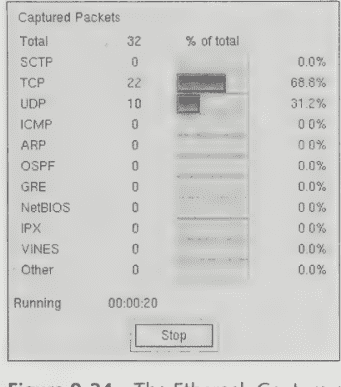 Captured Packets
Total 32 % of total
SCTP 0 0.0%
TCP 22 68.8%
UDP 10 31.2%
ICMP 0 0.0%
ARP 0 0.0%
OSPF 0 0.0%
GRE 0 0.0%
NetBIOS 0 0.0%
IPX 0 0.0%
VINES 0 0.0%
Other 0 0.0%
Running 00:00:20
Stop